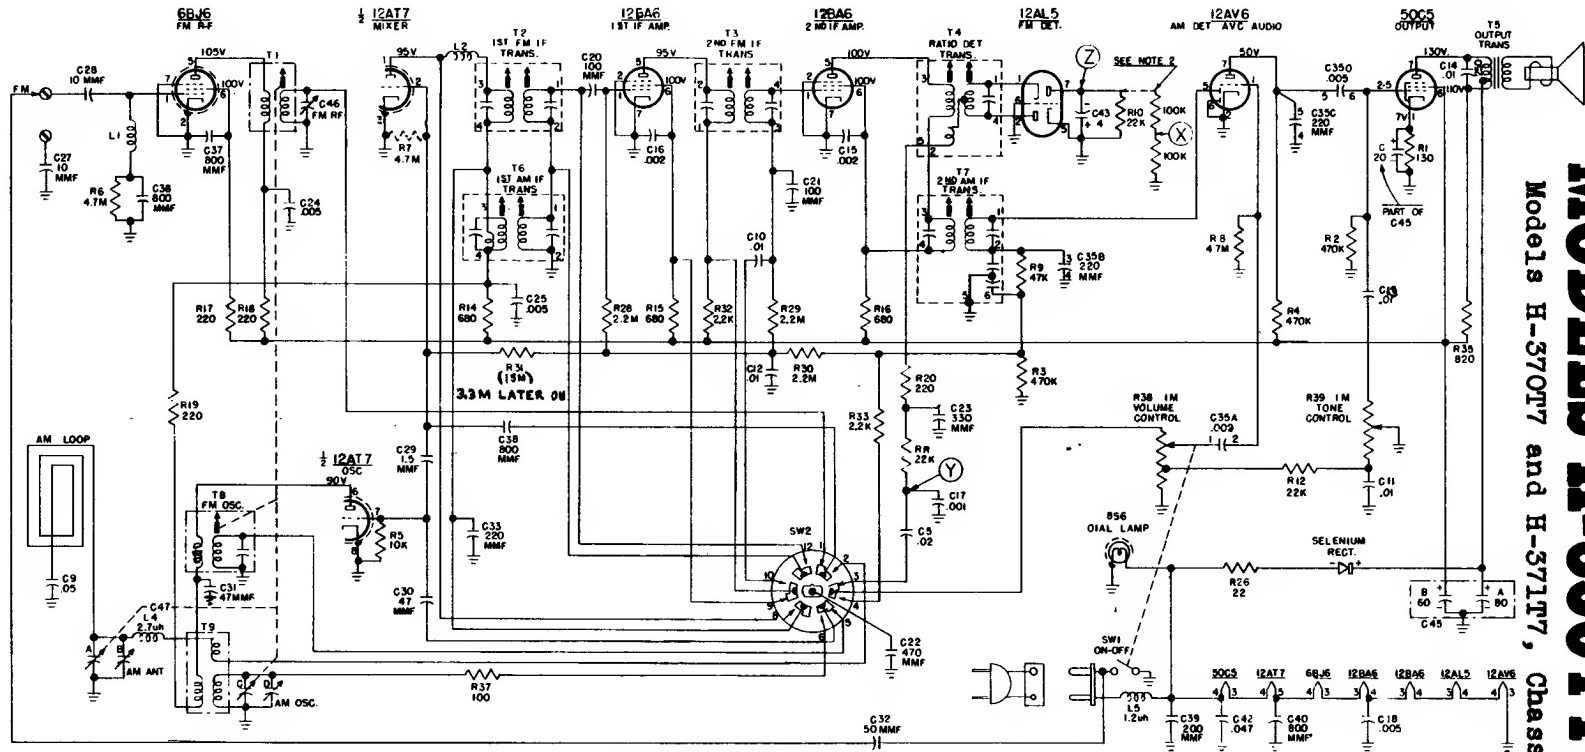 6BJ6
FM R-F
½ 12AT7
MIXER
12BA6
1ST IF AMP.
12BA6
2ND IF AMP.
12AL5
FM DET.
12AV6
AM DET AVC AUDIO
50C5
OUTPUT
T5
OUTPUT
TRANS
105V
T1
95V
L2
T2
1ST FM IF
TRANS.
C20
100
MMF
95V
T3
2ND FM IF
TRANS.
100V
T4
RATIO DET
TRANS
Z
SEE NOTE 2
50V
C35D
.005
130V
C14
.01
110V
FM
C28
10 MMF
100V
C46
FM RF
100V
100V
C43
4
R10
22K
100K
X
100K
C35C
220
MMF
7V
C
20
R1
130
PART OF
C45
L1
C37
800
MMF
R7
4.7M
C16
.002
C15
.002
C27
10
MMF
R6
4.7M
C38
800
MMF
C24
.005
T6
1ST AM IF
TRANS
C21
100
MMF
T7
2ND AM IF
TRANS.
C10
.01
R9
47K
C35B
220
MMF
R8
4.7M
R2
470K
C13
.01
R17
220
R18
220
R14
680
C25
.005
R28
2.2M
R15
680
R32
2.2K
R29
2.2M
R16
680
R4
470K
R35
820
R31
(15M)
3.3M LATER ON
C12
.01
R30
2.2M
R3
470K
R19
220
R20
220
R33
2.2K
C23
330
MMF
R38 1M
VOLUME
CONTROL
C35A
.002
R39 1M
TONE
CONTROL
AM LOOP
C29
1.5
MMF
C38
800
MMF
22K
Y
R12
22K
C11
.01
½ 12AT7
OSC
90V
T8
FM OSC.
R5
10K
C33
220
MMF
SW2
C17
.001
C5
.02
8S6
DIAL LAMP
SELENIUM
RECT.
C9
.05
C31
47MMF
C30
47
MMF
R26
22
B
60
A
80
C45
C47
L4
2.7uh
T9
A
B
AM ANT
C
D
AM OSC.
R37
100
C22
470
MMF
SW1
ON-OFF
L5
1.2uh
C32
50 MMF
C39
200
MMF
C42
.047
C40
800
MMF
C18
.005
50C5
12AT7
6BJ6
12BA6
12BA6
12AL5
12AV6
Models H-370T7 and H-371T7, Chass